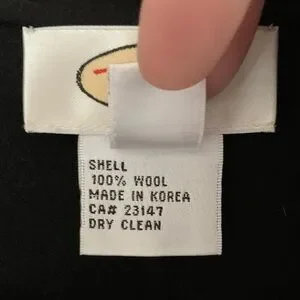 SHELL
100% WOOL
MADE IN KOREA
CA# 23147
DRY CLEAN